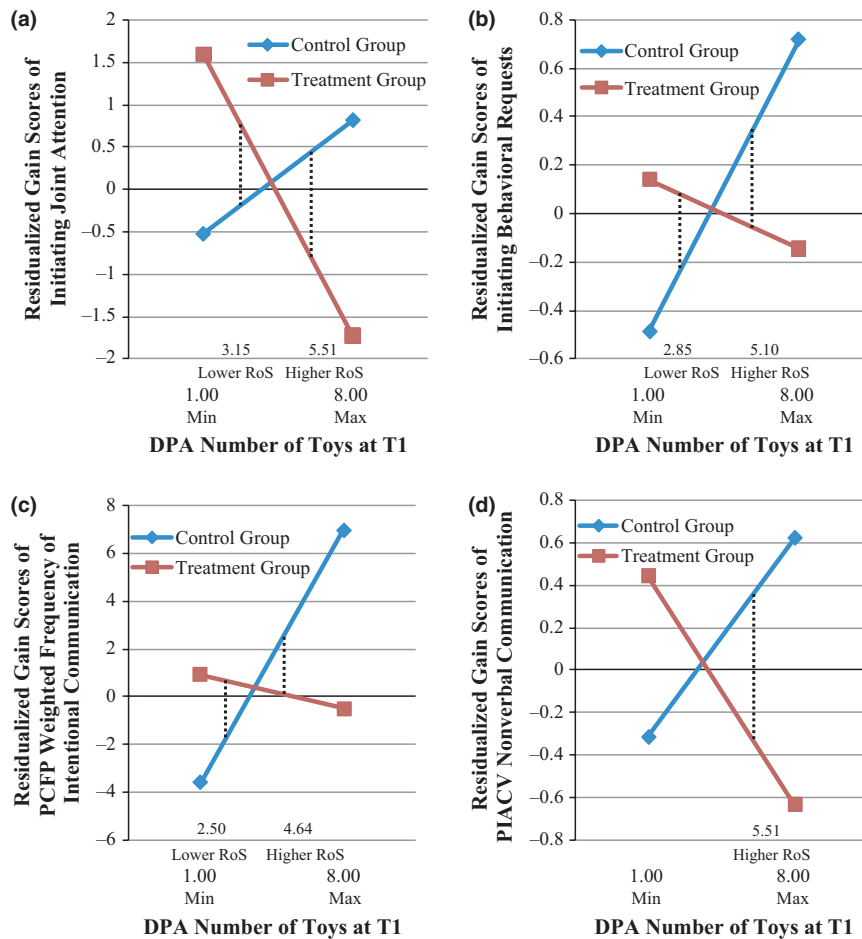 (a)
Residualized Gain Scores of
Initiating Joint Attention
2
1.5
1
0.5
0
–0.5
–1
–1.5
–2
Control Group
Treatment Group
3.15
5.51
Lower RoS
Higher RoS
1.00
8.00
Min
Max
DPA Number of Toys at T1
(b)
Residualized Gain Scores of
Initiating Behavioral Requests
0.8
0.6
0.4
0.2
0
–0.2
–0.4
–0.6
Control Group
Treatment Group
2.85
5.10
Lower RoS
Higher RoS
1.00
8.00
Min
Max
DPA Number of Toys at T1
(c)
Residualized Gain Scores of
PCFP Weighted Frequency of
Intentional Communication
8
6
4
2
0
–2
–4
–6
Control Group
Treatment Group
2.50
4.64
Lower RoS
Higher RoS
1.00
8.00
Min
Max
DPA Number of Toys at T1
(d)
Residualized Gain Scores of
PIACV Nonverbal Communication
0.8
0.6
0.4
0.2
0
–0.2
–0.4
–0.6
–0.8
Control Group
Treatment Group
5.51
Higher RoS
1.00
8.00
Min
Max
DPA Number of Toys at T1